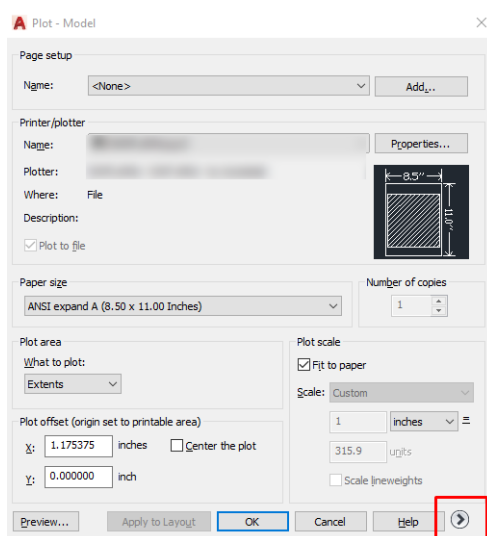 Plot - Model
Page setup
Name: <None> Add...
Printer/plotter
Name: Properties...
Plotter:
Where: File
Description:
Plot to file
8.5″
11.0″
Paper size
ANSI expand A (8.50 x 11.00 Inches)
Number of copies
1
Plot area
What to plot:
Extents
Plot scale
Fit to paper
Scale: Custom
1 inches =
315.9 units
Scale lineweights
Plot offset (origin set to printable area)
X: 1.175375 inches Center the plot
Y: 0.000000 inch
Preview... Apply to Layout OK Cancel Help